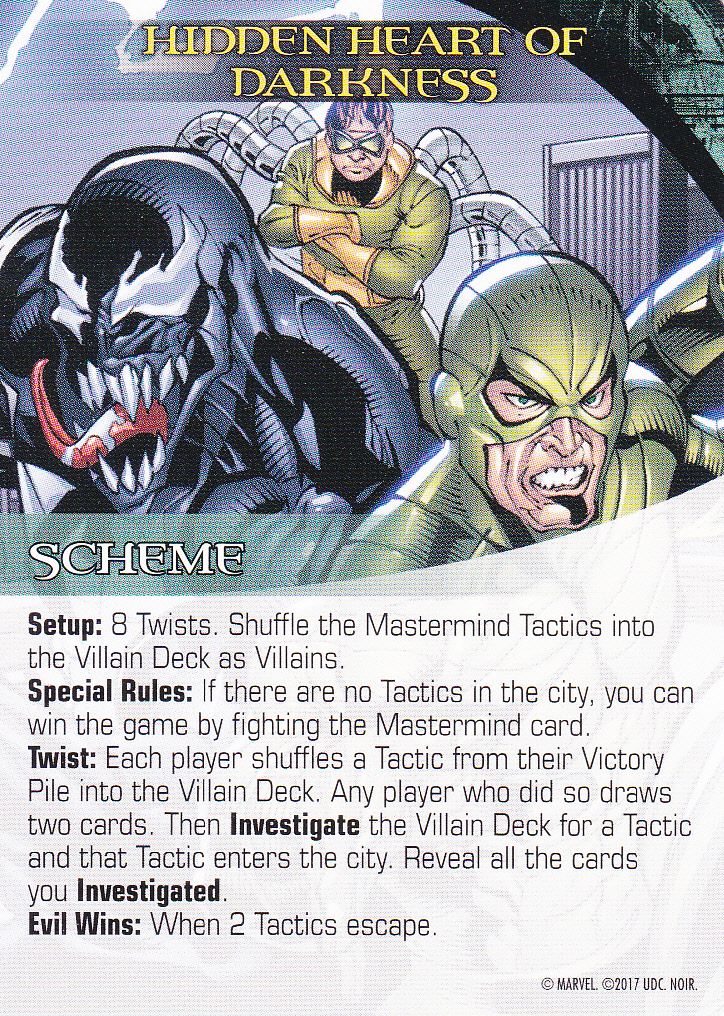 HIDDEN HEART OF
DARKNESS
SCHEME
Setup: 8 Twists. Shuffle the Mastermind Tactics into
the Villain Deck as Villains.
Special Rules: If there are no Tactics in the city, you can
win the game by fighting the Mastermind card.
Twist: Each player shuffles a Tactic from their Victory
Pile into the Villain Deck. Any player who did so draws
two cards. Then Investigate the Villain Deck for a Tactic
and that Tactic enters the city. Reveal all the cards
you Investigated.
Evil Wins: When 2 Tactics escape.
© MARVEL. ©2017 UDC. NOIR.